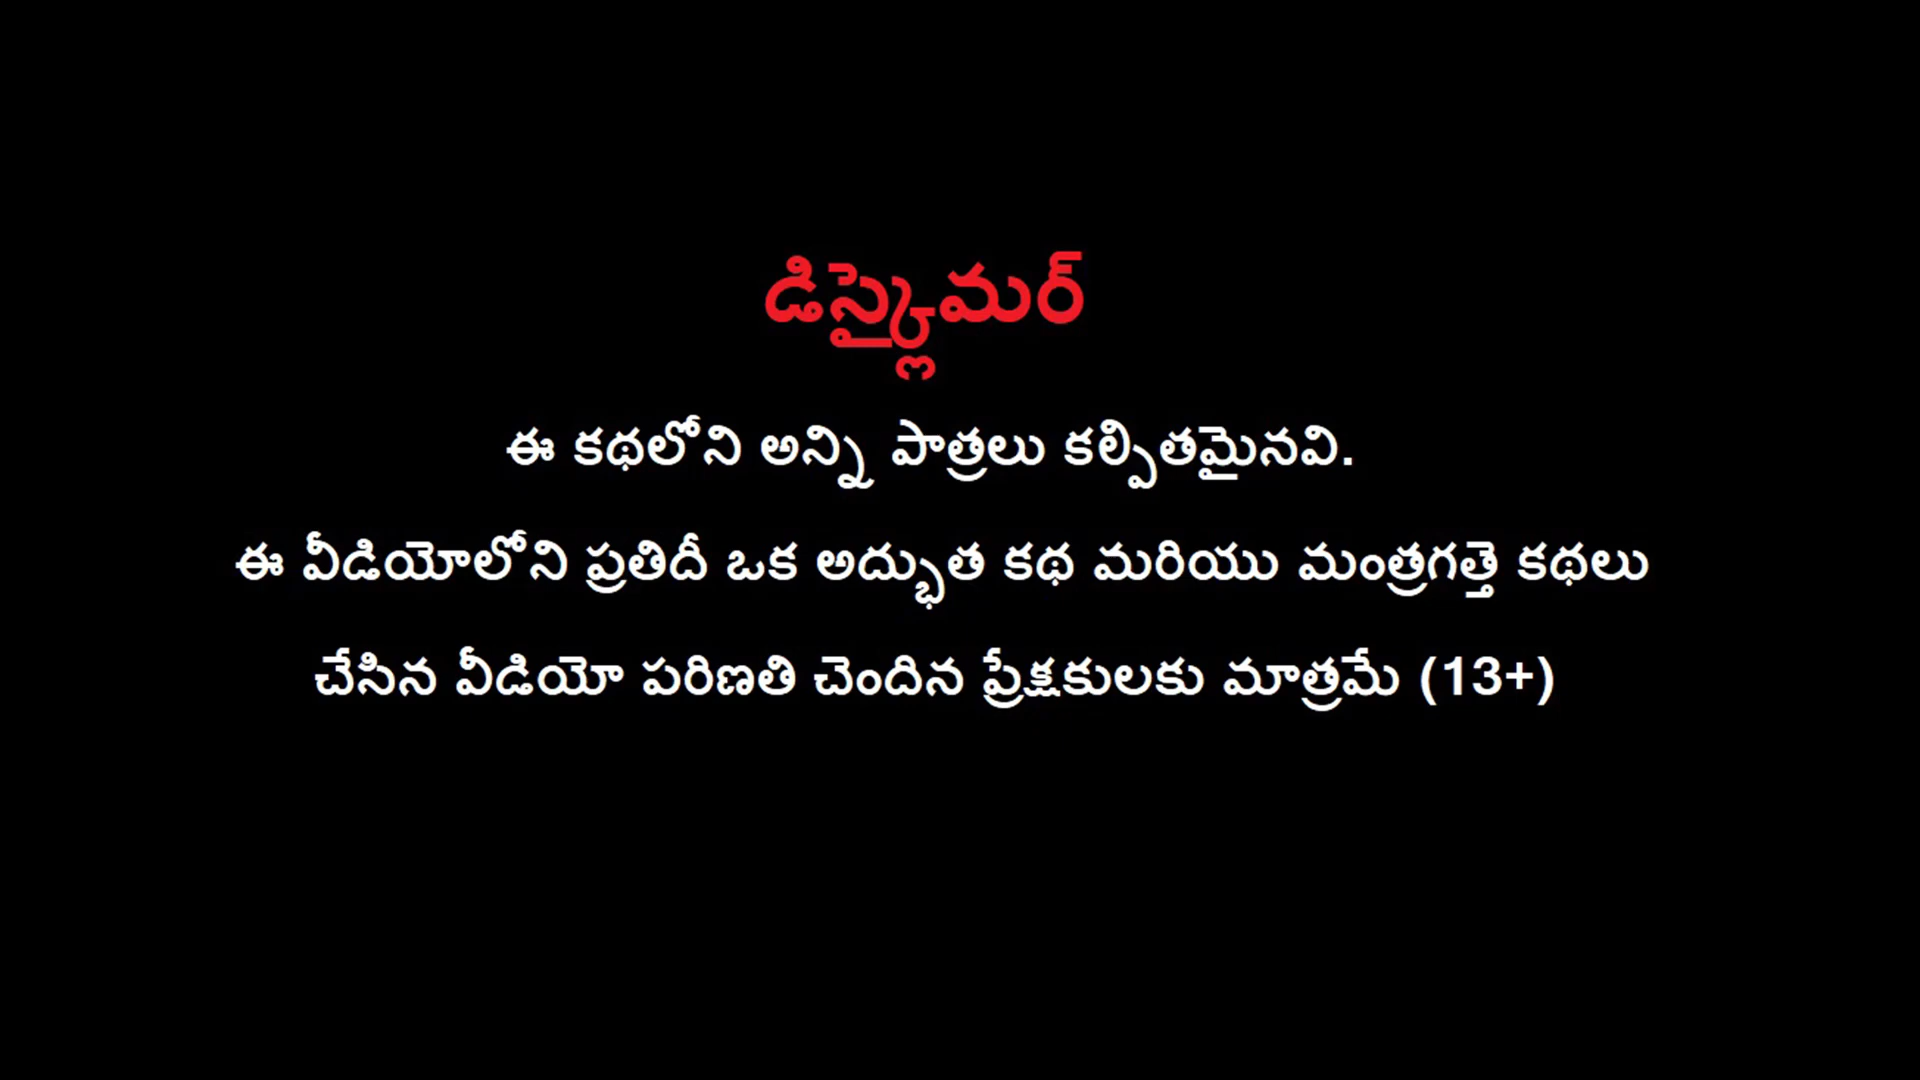 డిస్క్లైమర్
ఈ కథలోని అన్ని పాత్రలు కల్పితమైనవి.
ఈ వీడియోలోని ప్రతిదీ ఒక అద్భుత కథ మరియు మంత్రగత్తె కథలు
చేసిన వీడియో పరిణతి చెందిన ప్రేక్షకులకు మాత్రమే (13+)